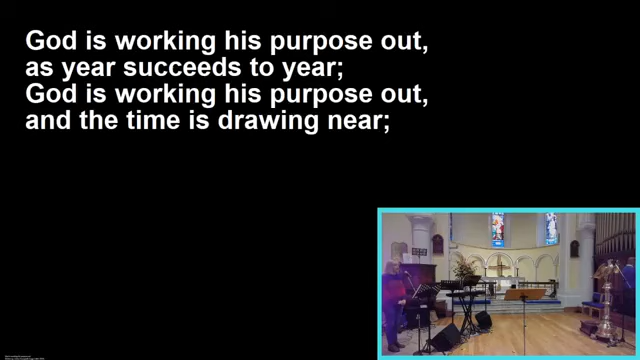 God is working his purpose out,
as year succeeds to year;
God is working his purpose out,
and the time is drawing near;